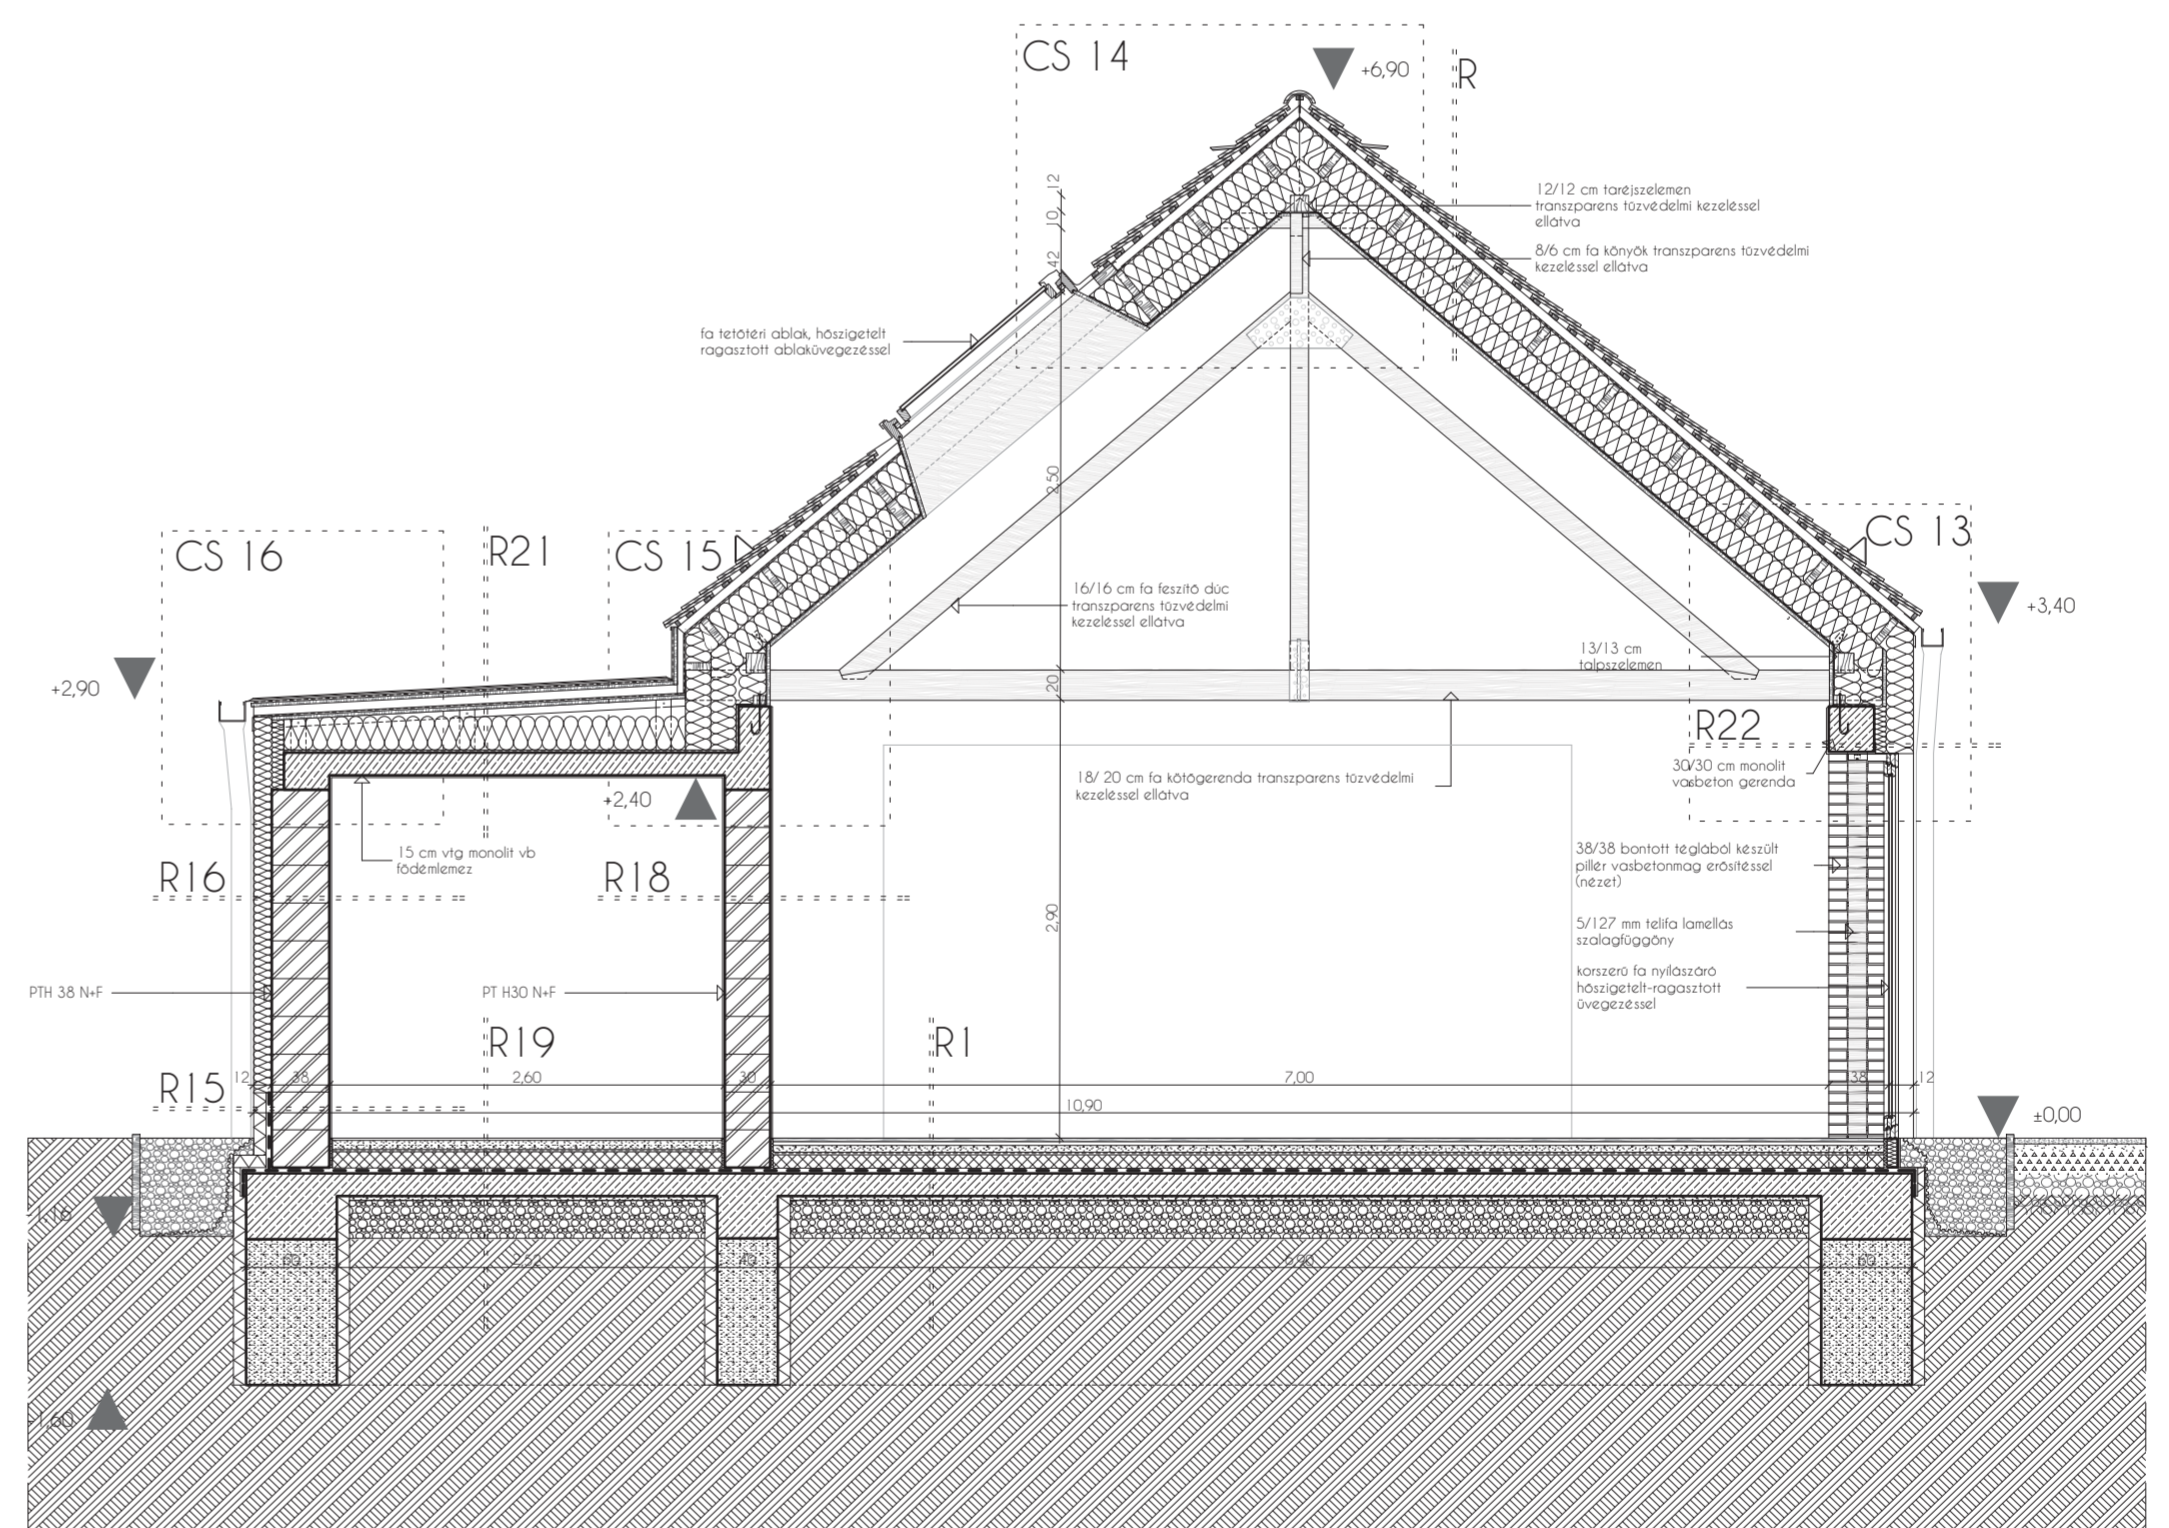 CS 14
+6,90
R
12/12 cm taréjszelemen
transzparens tűzvédelmi kezeléssel
ellátva
8/6 cm fa könyök transzparens tűzvédelmi
kezeléssel ellátva
12
10
42
fa tetőtéri ablak, hőszigetelt
ragasztott ablaküvegezéssel
2,50
CS 16
R21
CS 15
CS 13
16/16 cm fa feszítő dúc
transzparens tűzvédelmi
kezeléssel ellátva
+3,40
13/13 cm
talpszelemen
+2,90
20
R22
30/30 cm monolit
vasbeton gerenda
18/ 20 cm fa kötőgerenda transzparens tűzvédelmi
kezeléssel ellátva
+2,40
15 cm vtg monolit vb
födémlemez
R16
R18
38/38 bontott téglából készült
pillér vasbetonmag erősítéssel
(nézet)
2,90
5/127 mm telifa lamellás
szalagfüggöny
korszerű fa nyílászáró
hőszigetelt-ragasztott
üvegezéssel
PTH 38 N+F
PT H30 N+F
R19
R1
R15
12
38
2,60
30
7,00
38
12
10,90
±0,00
60
2,52
40
6,90
60
-1,60